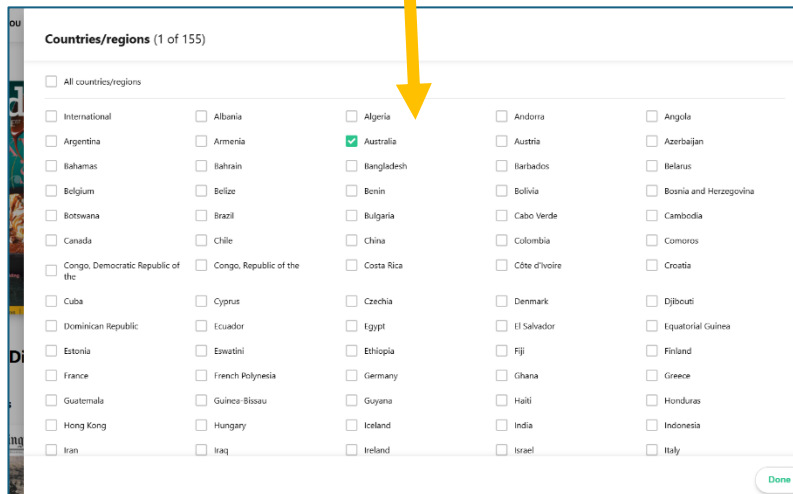 ou
Countries/regions (1 of 155)
All countries/regions
International Albania Algeria Andorra Angola
Argentina Armenia Australia Austria Azerbaijan
Bahamas Bahrain Bangladesh Barbados Belarus
Belgium Belize Benin Bolivia Bosnia and Herzegovina
Botswana Brazil Bulgaria Cabo Verde Cambodia
Canada Chile China Colombia Comoros
Congo, Democratic Republic of the Congo, Republic of the Costa Rica Côte d'Ivoire Croatia
Cuba Cyprus Czechia Denmark Djibouti
Dominican Republic Ecuador Egypt El Salvador Equatorial Guinea
Di
Estonia Eswatini Ethiopia Fiji Finland
France French Polynesia Germany Ghana Greece
Guatemala Guinea-Bissau Guyana Haiti Honduras
Hong Kong Hungary Iceland India Indonesia
ing
Iran Iraq Ireland Israel Italy
Done